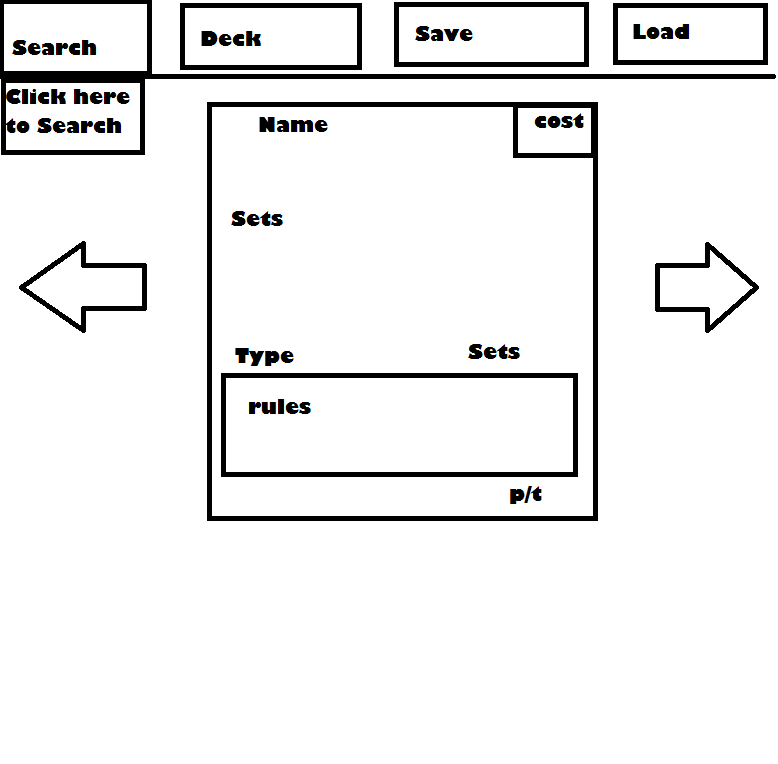 Search
Deck
Save
Load
Click here
to Search
Name
cost
Sets
Type
Sets
rules
p/t